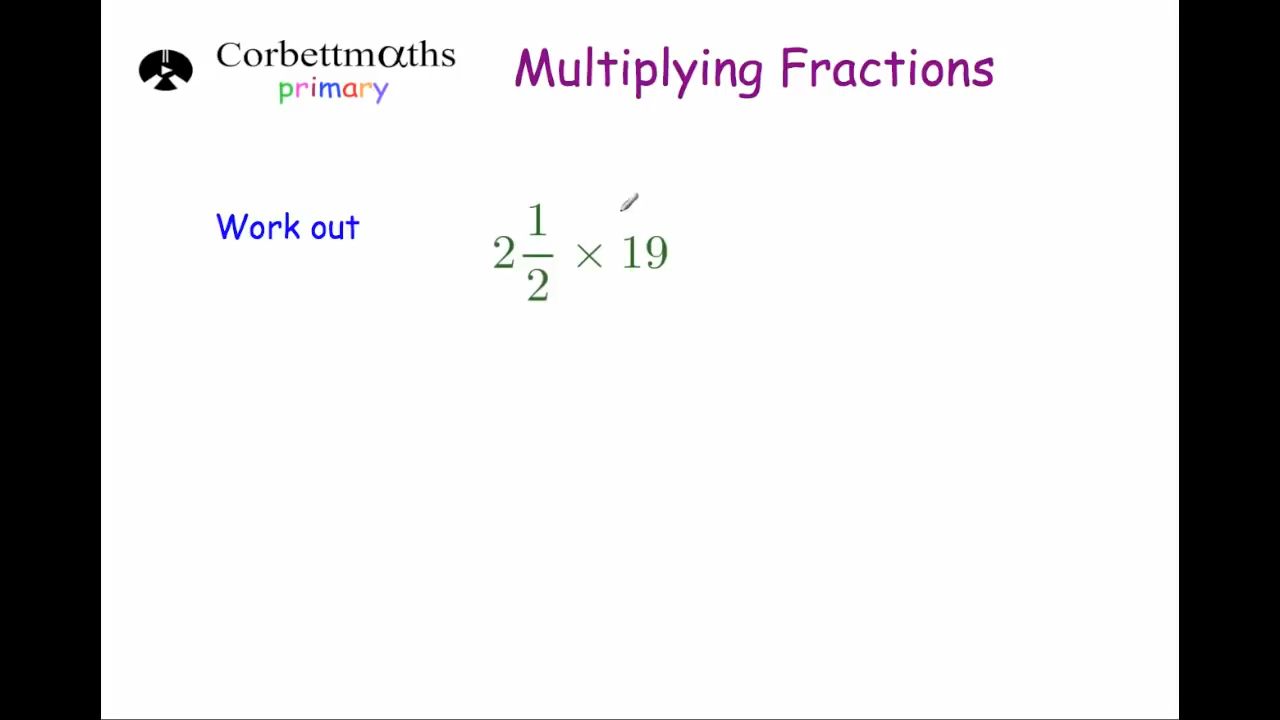 Corbettmαths
primary
Multiplying Fractions
Work out
2 1/2 × 19